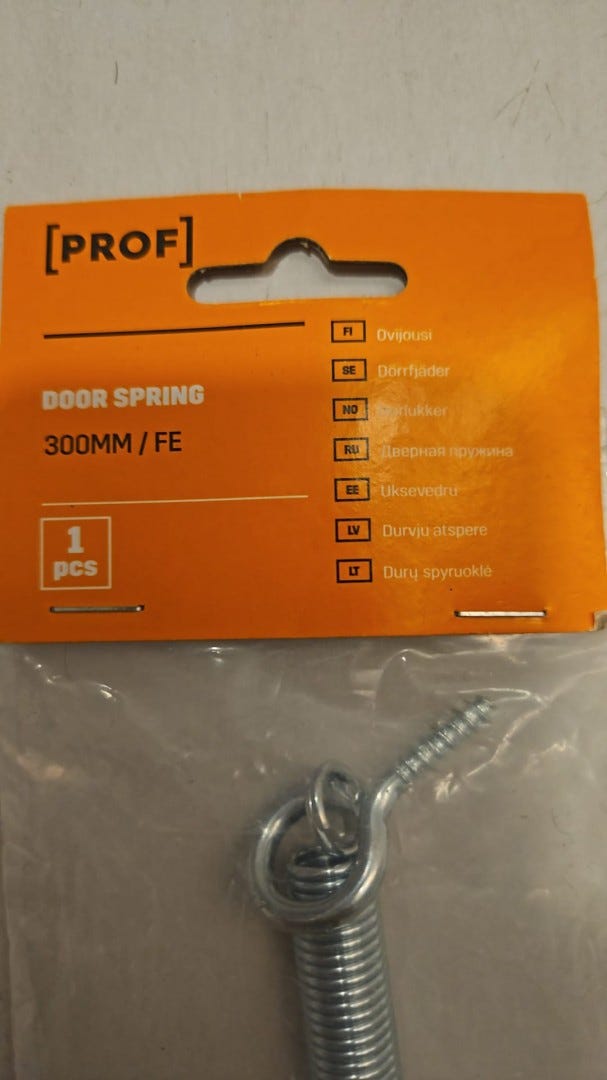 [PROF]
DOOR SPRING
300MM / FE
1
pcs
FI Ovijousi
SE Dörrfjäder
NO
RU Дверная пружина
EE Uksevedru
LV Durvju atspere
LT Durų spyruoklė